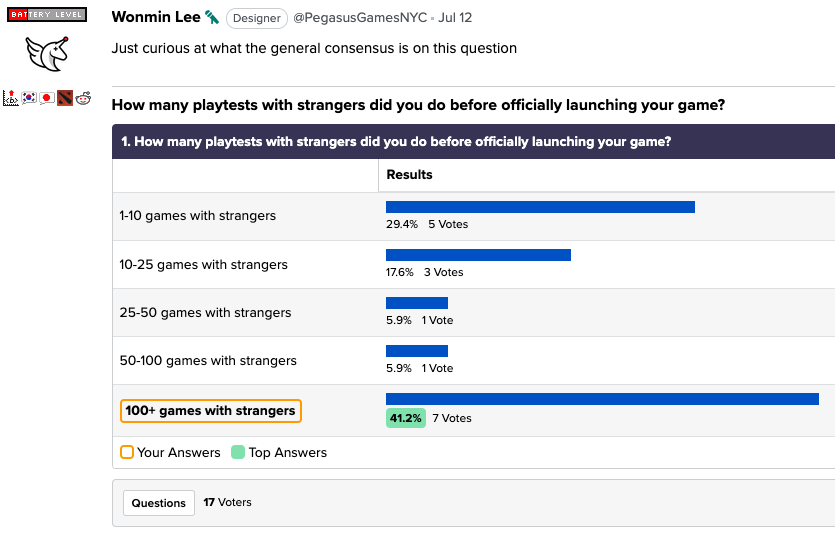 BATTERY LEVEL
Wonmin Lee Designer @PegasusGamesNYC • Jul 12
Just curious at what the general consensus is on this question
How many playtests with strangers did you do before officially launching your game?
1. How many playtests with strangers did you do before officially launching your game?
Results
1-10 games with strangers
29.4% 5 Votes
10-25 games with strangers
17.6% 3 Votes
25-50 games with strangers
5.9% 1 Vote
50-100 games with strangers
5.9% 1 Vote
100+ games with strangers
41.2% 7 Votes
Your Answers Top Answers
Questions 17 Voters